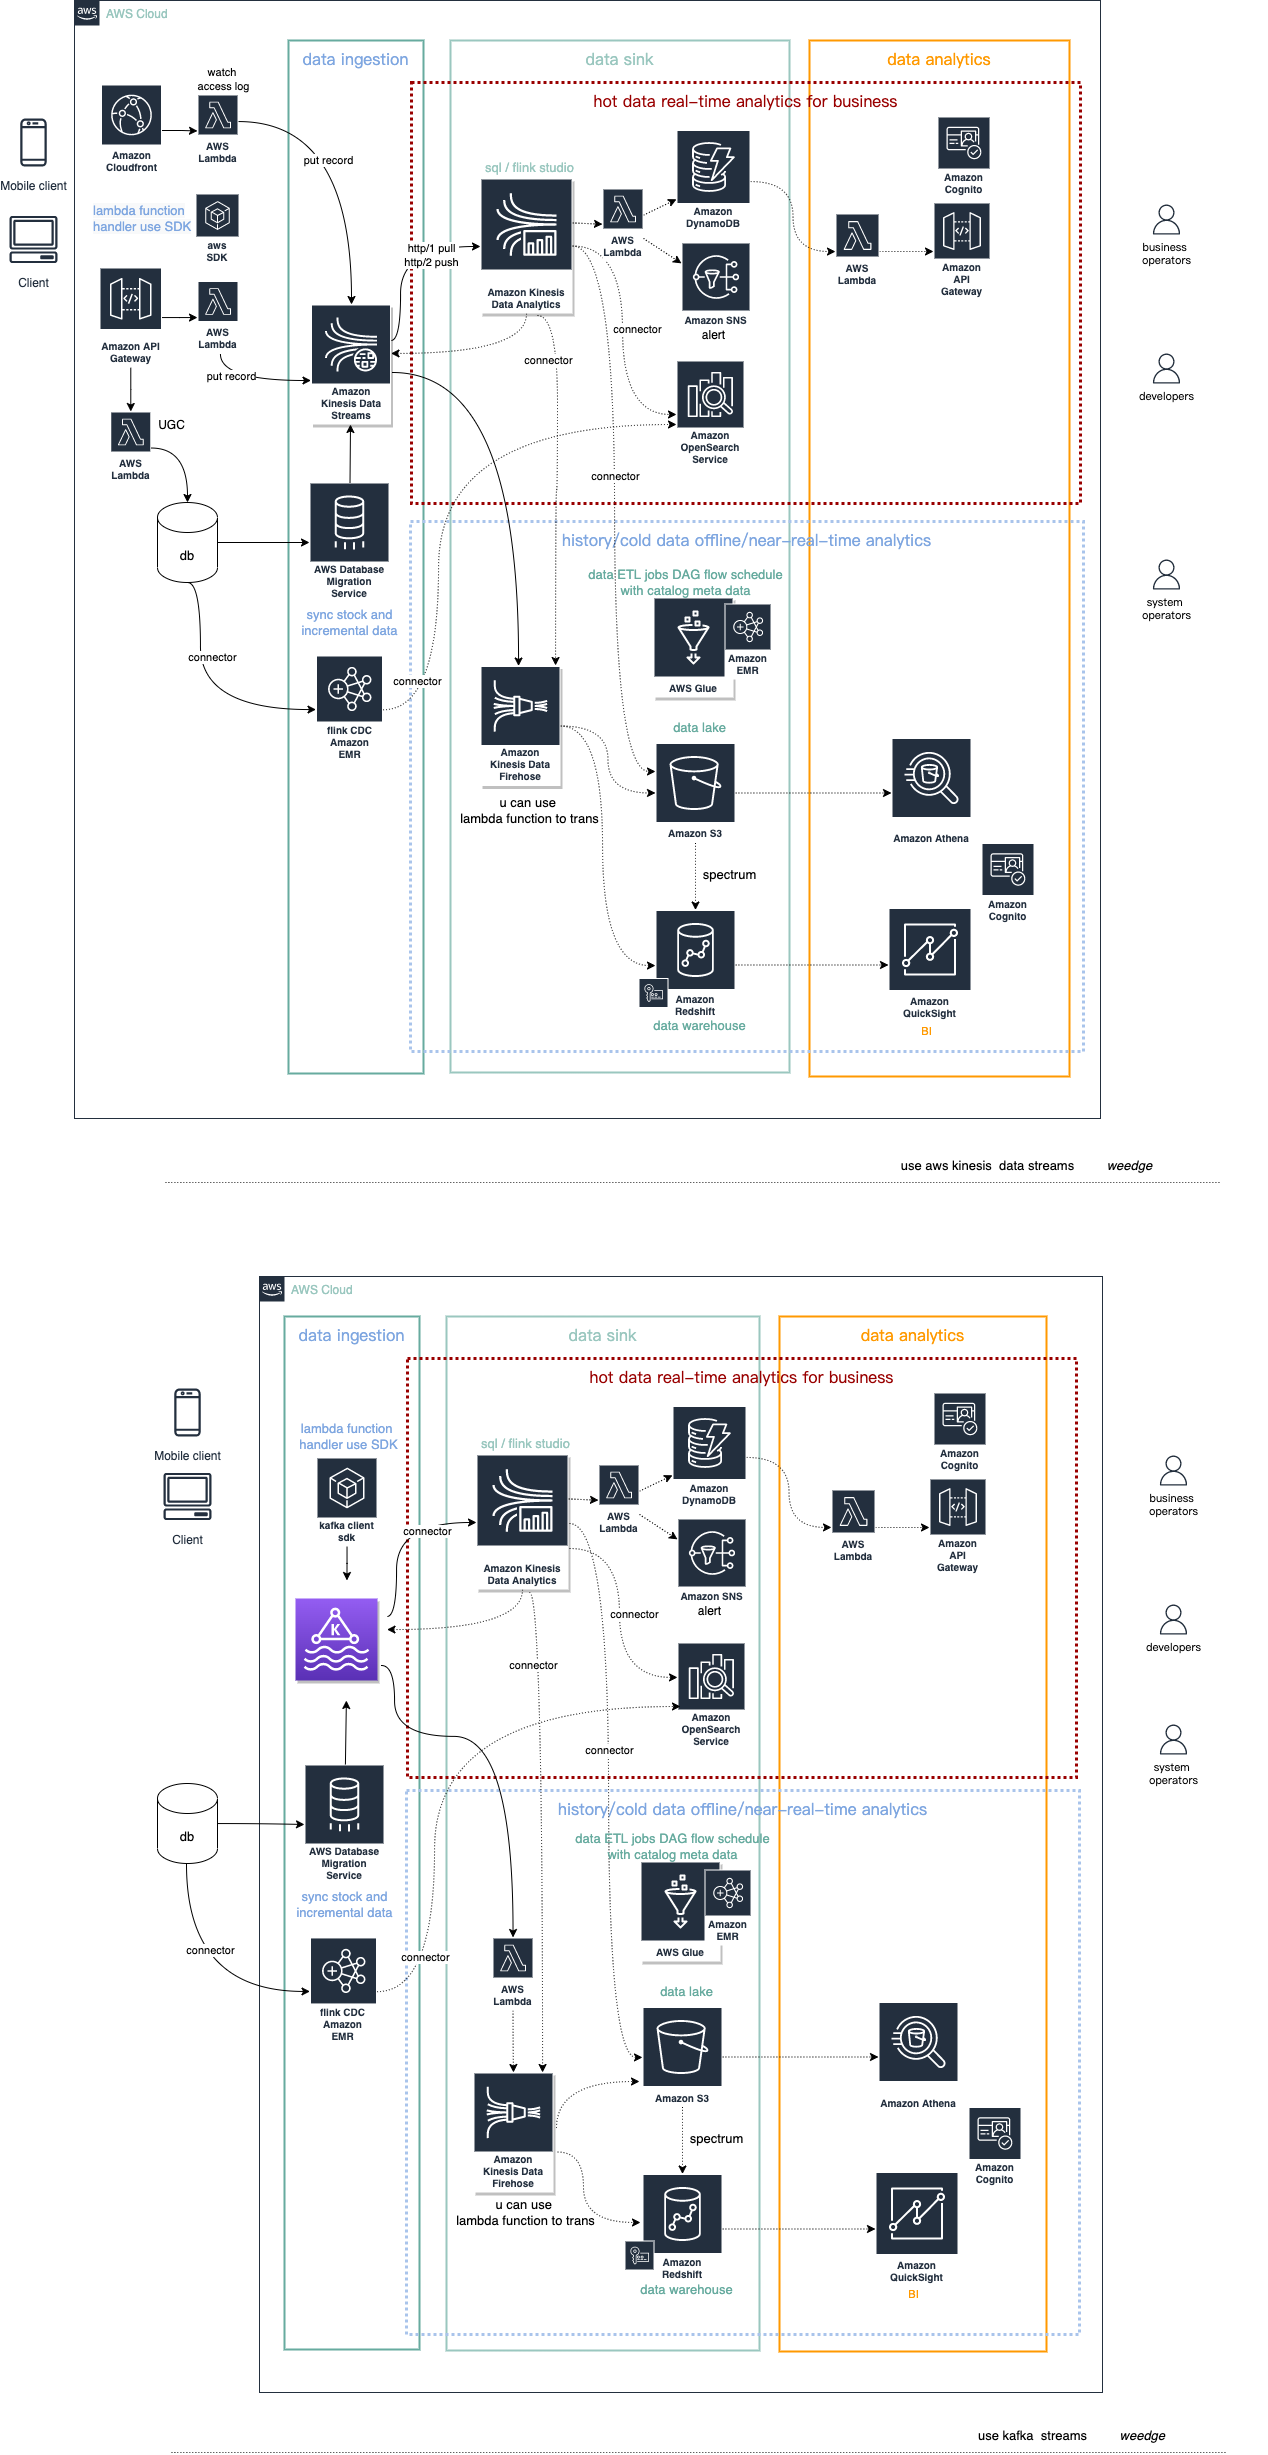 aws
AWS Cloud
data ingestion
data sink
data analytics
watch
access log
hot data real-time analytics for business
Amazon
Cloudfront
AWS
Lambda
put record
sql / flink studio
Amazon
DynamoDB
Amazon
Cognito
Mobile client
lambda function
handler use SDK
aws
SDK
http/1 pull
http/2 push
AWS
Lambda
AWS
Lambda
Amazon
API
Gateway
business
operators
Client
Amazon Kinesis
Data Analytics
Amazon SNS
alert
connector
Amazon API
Gateway
AWS
Lambda
put record
connector
Amazon
Kinesis Data
Streams
developers
UGC
AWS
Lambda
Amazon
OpenSearch
Service
connector
db
history/cold data offline/near-real-time analytics
AWS Database
Migration
Service
data ETL jobs DAG flow schedule
with catalog meta data
sync stock and
incremental data
system
operators
connector
Amazon
EMR
AWS Glue
connector
flink CDC
Amazon
EMR
data lake
Amazon
Kinesis Data
Firehose
u can use
lambda function to trans
Amazon S3
Amazon Athena
spectrum
Amazon
Cognito
Amazon
Redshift
data warehouse
Amazon
QuickSight
BI
use aws kinesis  data streams
weedge
aws
AWS Cloud
data ingestion
data sink
data analytics
hot data real-time analytics for business
lambda function
handler use SDK
sql / flink studio
Amazon
DynamoDB
Amazon
Cognito
Mobile client
kafka client
sdk
connector
AWS
Lambda
AWS
Lambda
Amazon
API
Gateway
business
operators
Client
Amazon Kinesis
Data Analytics
Amazon SNS
alert
K
connector
connector
developers
Amazon
OpenSearch
Service
connector
system
operators
db
history/cold data offline/near-real-time analytics
AWS Database
Migration
Service
data ETL jobs DAG flow schedule
with catalog meta data
sync stock and
incremental data
Amazon
EMR
AWS Glue
connector
connector
AWS
Lambda
flink CDC
Amazon
EMR
data lake
Amazon S3
Amazon Athena
spectrum
Amazon
Kinesis Data
Firehose
u can use
lambda function to trans
Amazon
Cognito
Amazon
Redshift
data warehouse
Amazon
QuickSight
BI
use kafka  streams
weedge